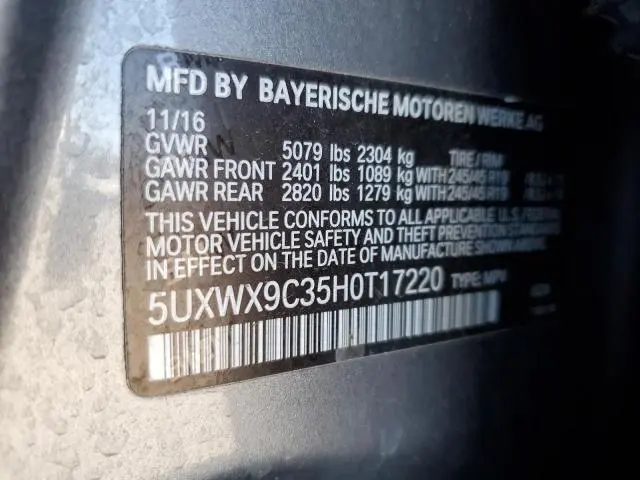 MFD BY BAYERISCHE MOTOREN WERKE AG
11/16
GVWR 5079 lbs 2304 kg TIRE / RIM
GAWR FRONT 2401 lbs 1089 kg WITH 245/45 R19
GAWR REAR 2820 lbs 1279 kg WITH 245/45 R19
THIS VEHICLE CONFORMS TO ALL APPLICABLE U.S. FEDERAL
MOTOR VEHICLE SAFETY AND THEFT PREVENTION STANDARDS
IN EFFECT ON THE DATE OF MANUFACTURE SHOWN ABOVE.
5UXWX9C35H0T17220 TYPE: MPV